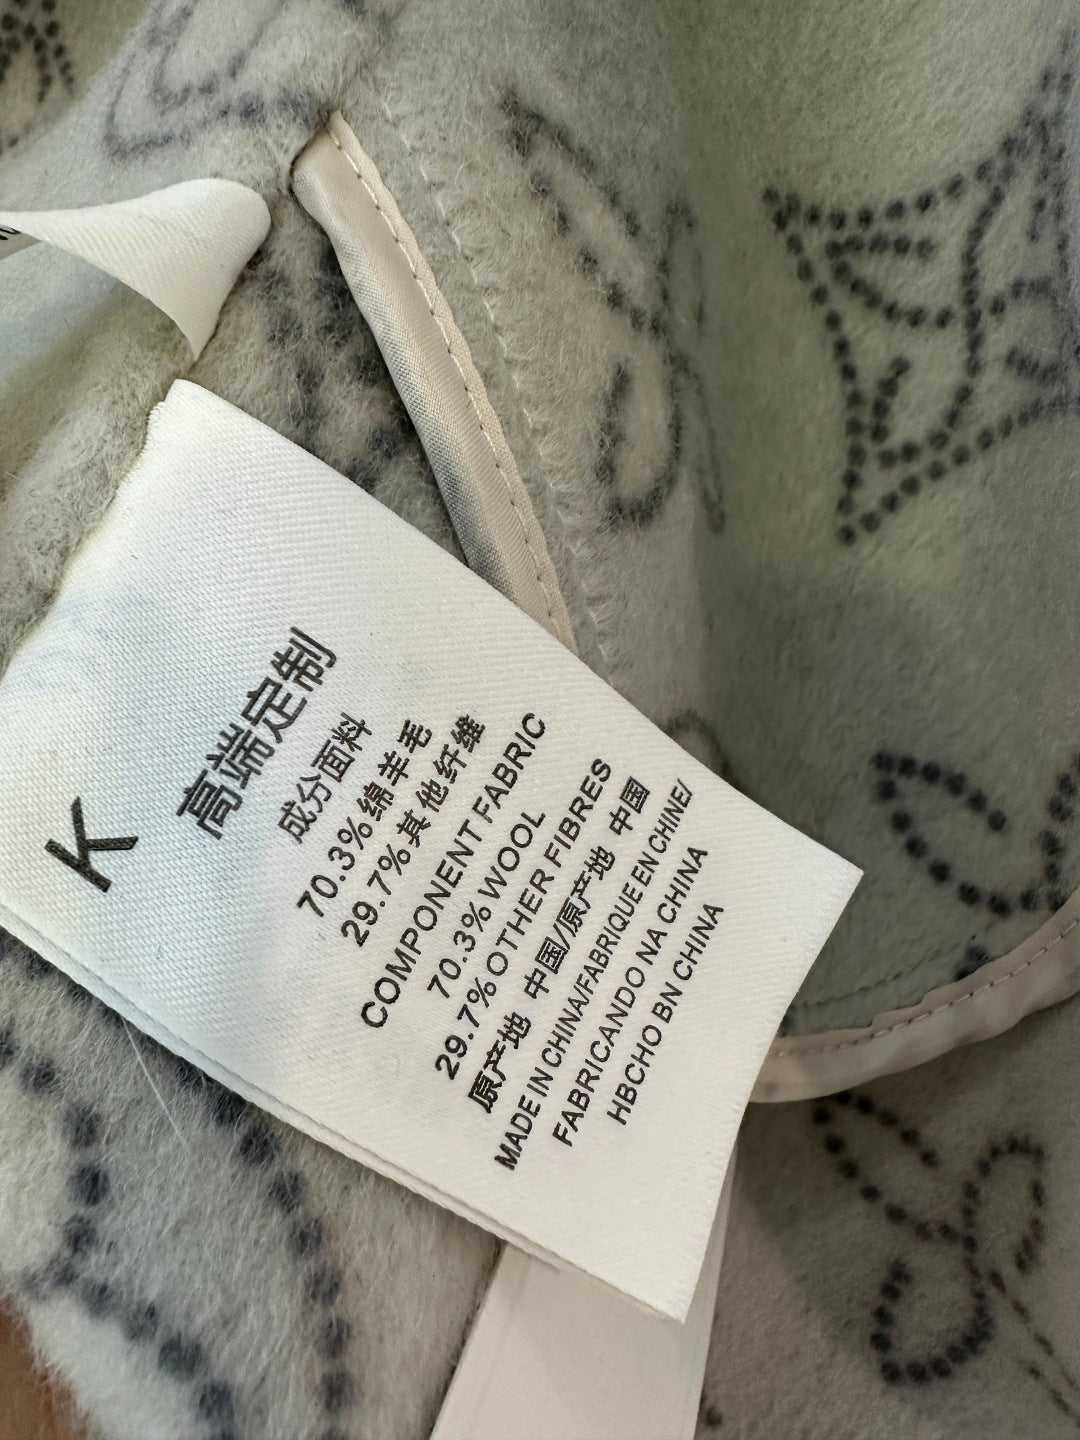 K
高端定制
成分面料
70.3%绵羊毛
29.7%其他纤维
COMPONENT FABRIC
70.3% WOOL
29.7% OTHER FIBRES
原产地 中国/原产地 中国
MADE IN CHINA/FABRIQUE EN CHINE/
FABRICANDO NA CHINA
HBCHO BN CHINA